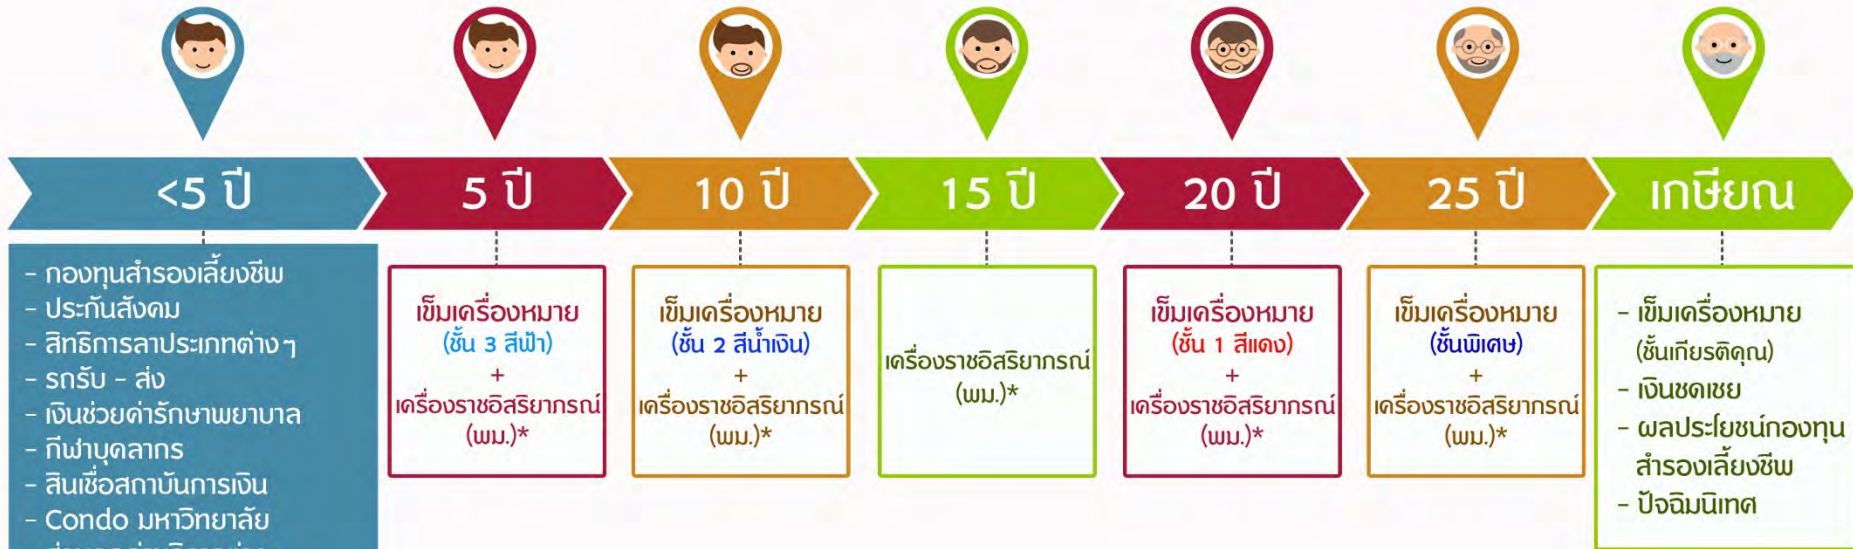 <5 ปี
5 ปี
10 ปี
15 ปี
20 ปี
25 ปี
เกษียณ
- กองทุนสำรองเลี้ยงชีพ
- ประกันสังคม
- สิทธิการลาประเภทต่างๆ
- รถรับ - ส่ง
- เงินช่วยค่ารักษาพยาบาล
- กีฬาบุคลากร
- สินเชื่อสถาบันการเงิน
- Condo มหาวิทยาลัย
เข็มเครื่องหมาย
(ชั้น 3 สีฟ้า)
+
เครื่องราชอิสริยาภรณ์
(พม.)*
เข็มเครื่องหมาย
(ชั้น 2 สีน้ำเงิน)
+
เครื่องราชอิสริยาภรณ์
(พม.)*
เครื่องราชอิสริยาภรณ์
(พม.)*
เข็มเครื่องหมาย
(ชั้น 1 สีแดง)
+
เครื่องราชอิสริยาภรณ์
(พม.)*
เข็มเครื่องหมาย
(ชั้นพิเศษ)
+
เครื่องราชอิสริยาภรณ์
(พม.)*
- เข็มเครื่องหมาย
(ชั้นเกียรติคุณ)
- เงินชดเชย
- ผลประโยชน์กองทุน
สำรองเลี้ยงชีพ
- ปัจฉิมนิเทศ